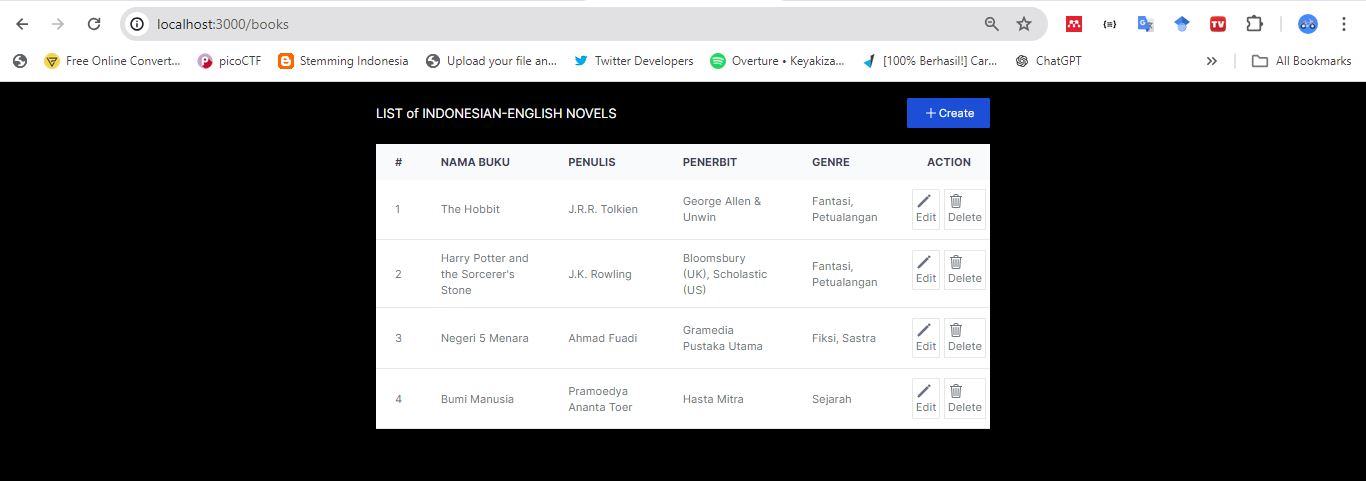 localhost:3000/books
Free Online Convert... picoCTF Stemming Indonesia Upload your file an... Twitter Developers Overture • Keyakiza... [100% Berhasil!] Car... ChatGPT » All Bookmarks
LIST of INDONESIAN-ENGLISH NOVELS
+ Create
# NAMA BUKU PENULIS PENERBIT GENRE ACTION
1 The Hobbit J.R.R. Tolkien George Allen &
Unwin
Fantasi,
Petualangan
Edit Delete
2 Harry Potter and
the Sorcerer's
Stone
J.K. Rowling
Bloomsbury
(UK), Scholastic
(US)
Fantasi,
Petualangan
Edit Delete
3 Negeri 5 Menara Ahmad Fuadi Gramedia
Pustaka Utama
Fiksi, Sastra
Edit Delete
4 Bumi Manusia Pramoedya
Ananta Toer
Hasta Mitra Sejarah
Edit Delete